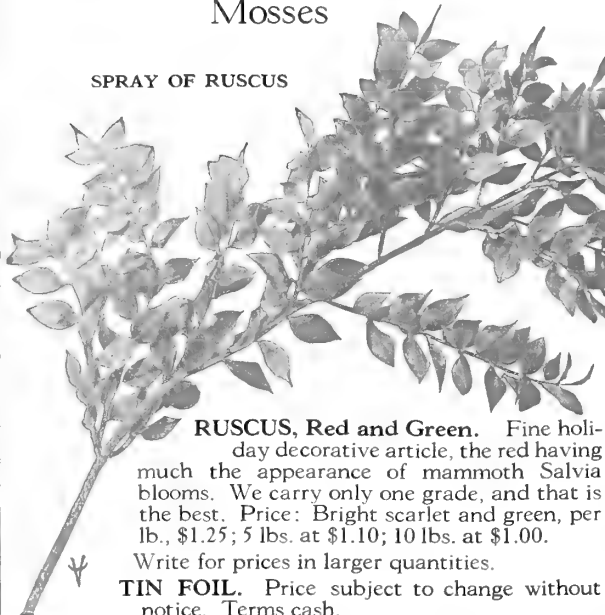 Mosses
SPRAY OF RUSCUS
RUSCUS, Red and Green. Fine holi-
day decorative article, the red having
much the appearance of mammoth Salvia
blooms. We carry only one grade, and that is
the best. Price: Bright scarlet and green, per
lb., $1.25; 5 lbs. at $1.10; 10 lbs. at $1.00.
Write for prices in larger quantities.
TIN FOIL. Price subject to change without
notice. Terms cash.